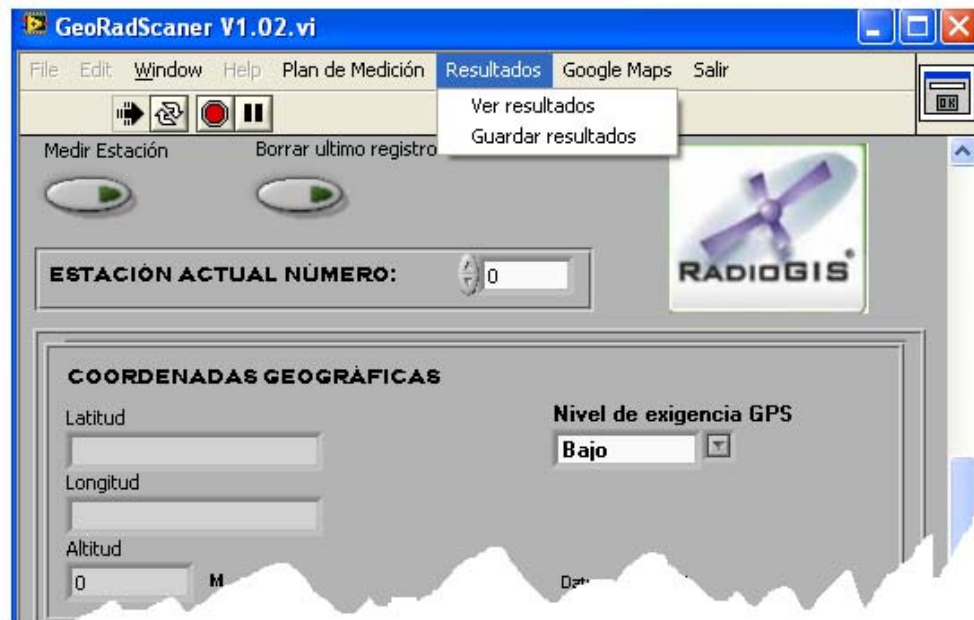 GeoRadScaner V1.02.vi
File Edit Window Help Plan de Medición Resultados Google Maps Salir
Ver resultados
Guardar resultados
OK
Medir Estación Borrar ultimo registro
RADIOGIS
ESTACIÓN ACTUAL NÚMERO: 0
COORDENADAS GEOGRÁFICAS
Latitud
Nivel de exigencia GPS
Bajo
Longitud
Altitud
0 M